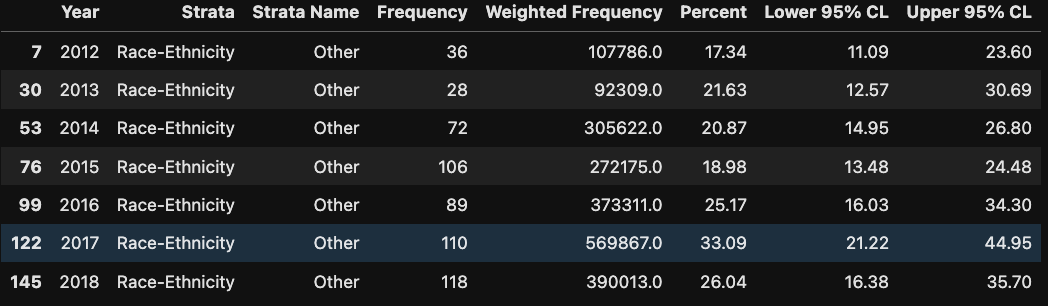 Year Strata Strata Name Frequency Weighted Frequency Percent Lower 95% CL Upper 95% CL
7 2012 Race-Ethnicity Other 36 107786.0 17.34 11.09 23.60
30 2013 Race-Ethnicity Other 28 92309.0 21.63 12.57 30.69
53 2014 Race-Ethnicity Other 72 305622.0 20.87 14.95 26.80
76 2015 Race-Ethnicity Other 106 272175.0 18.98 13.48 24.48
99 2016 Race-Ethnicity Other 89 373311.0 25.17 16.03 34.30
122 2017 Race-Ethnicity Other 110 569867.0 33.09 21.22 44.95
145 2018 Race-Ethnicity Other 118 390013.0 26.04 16.38 35.70